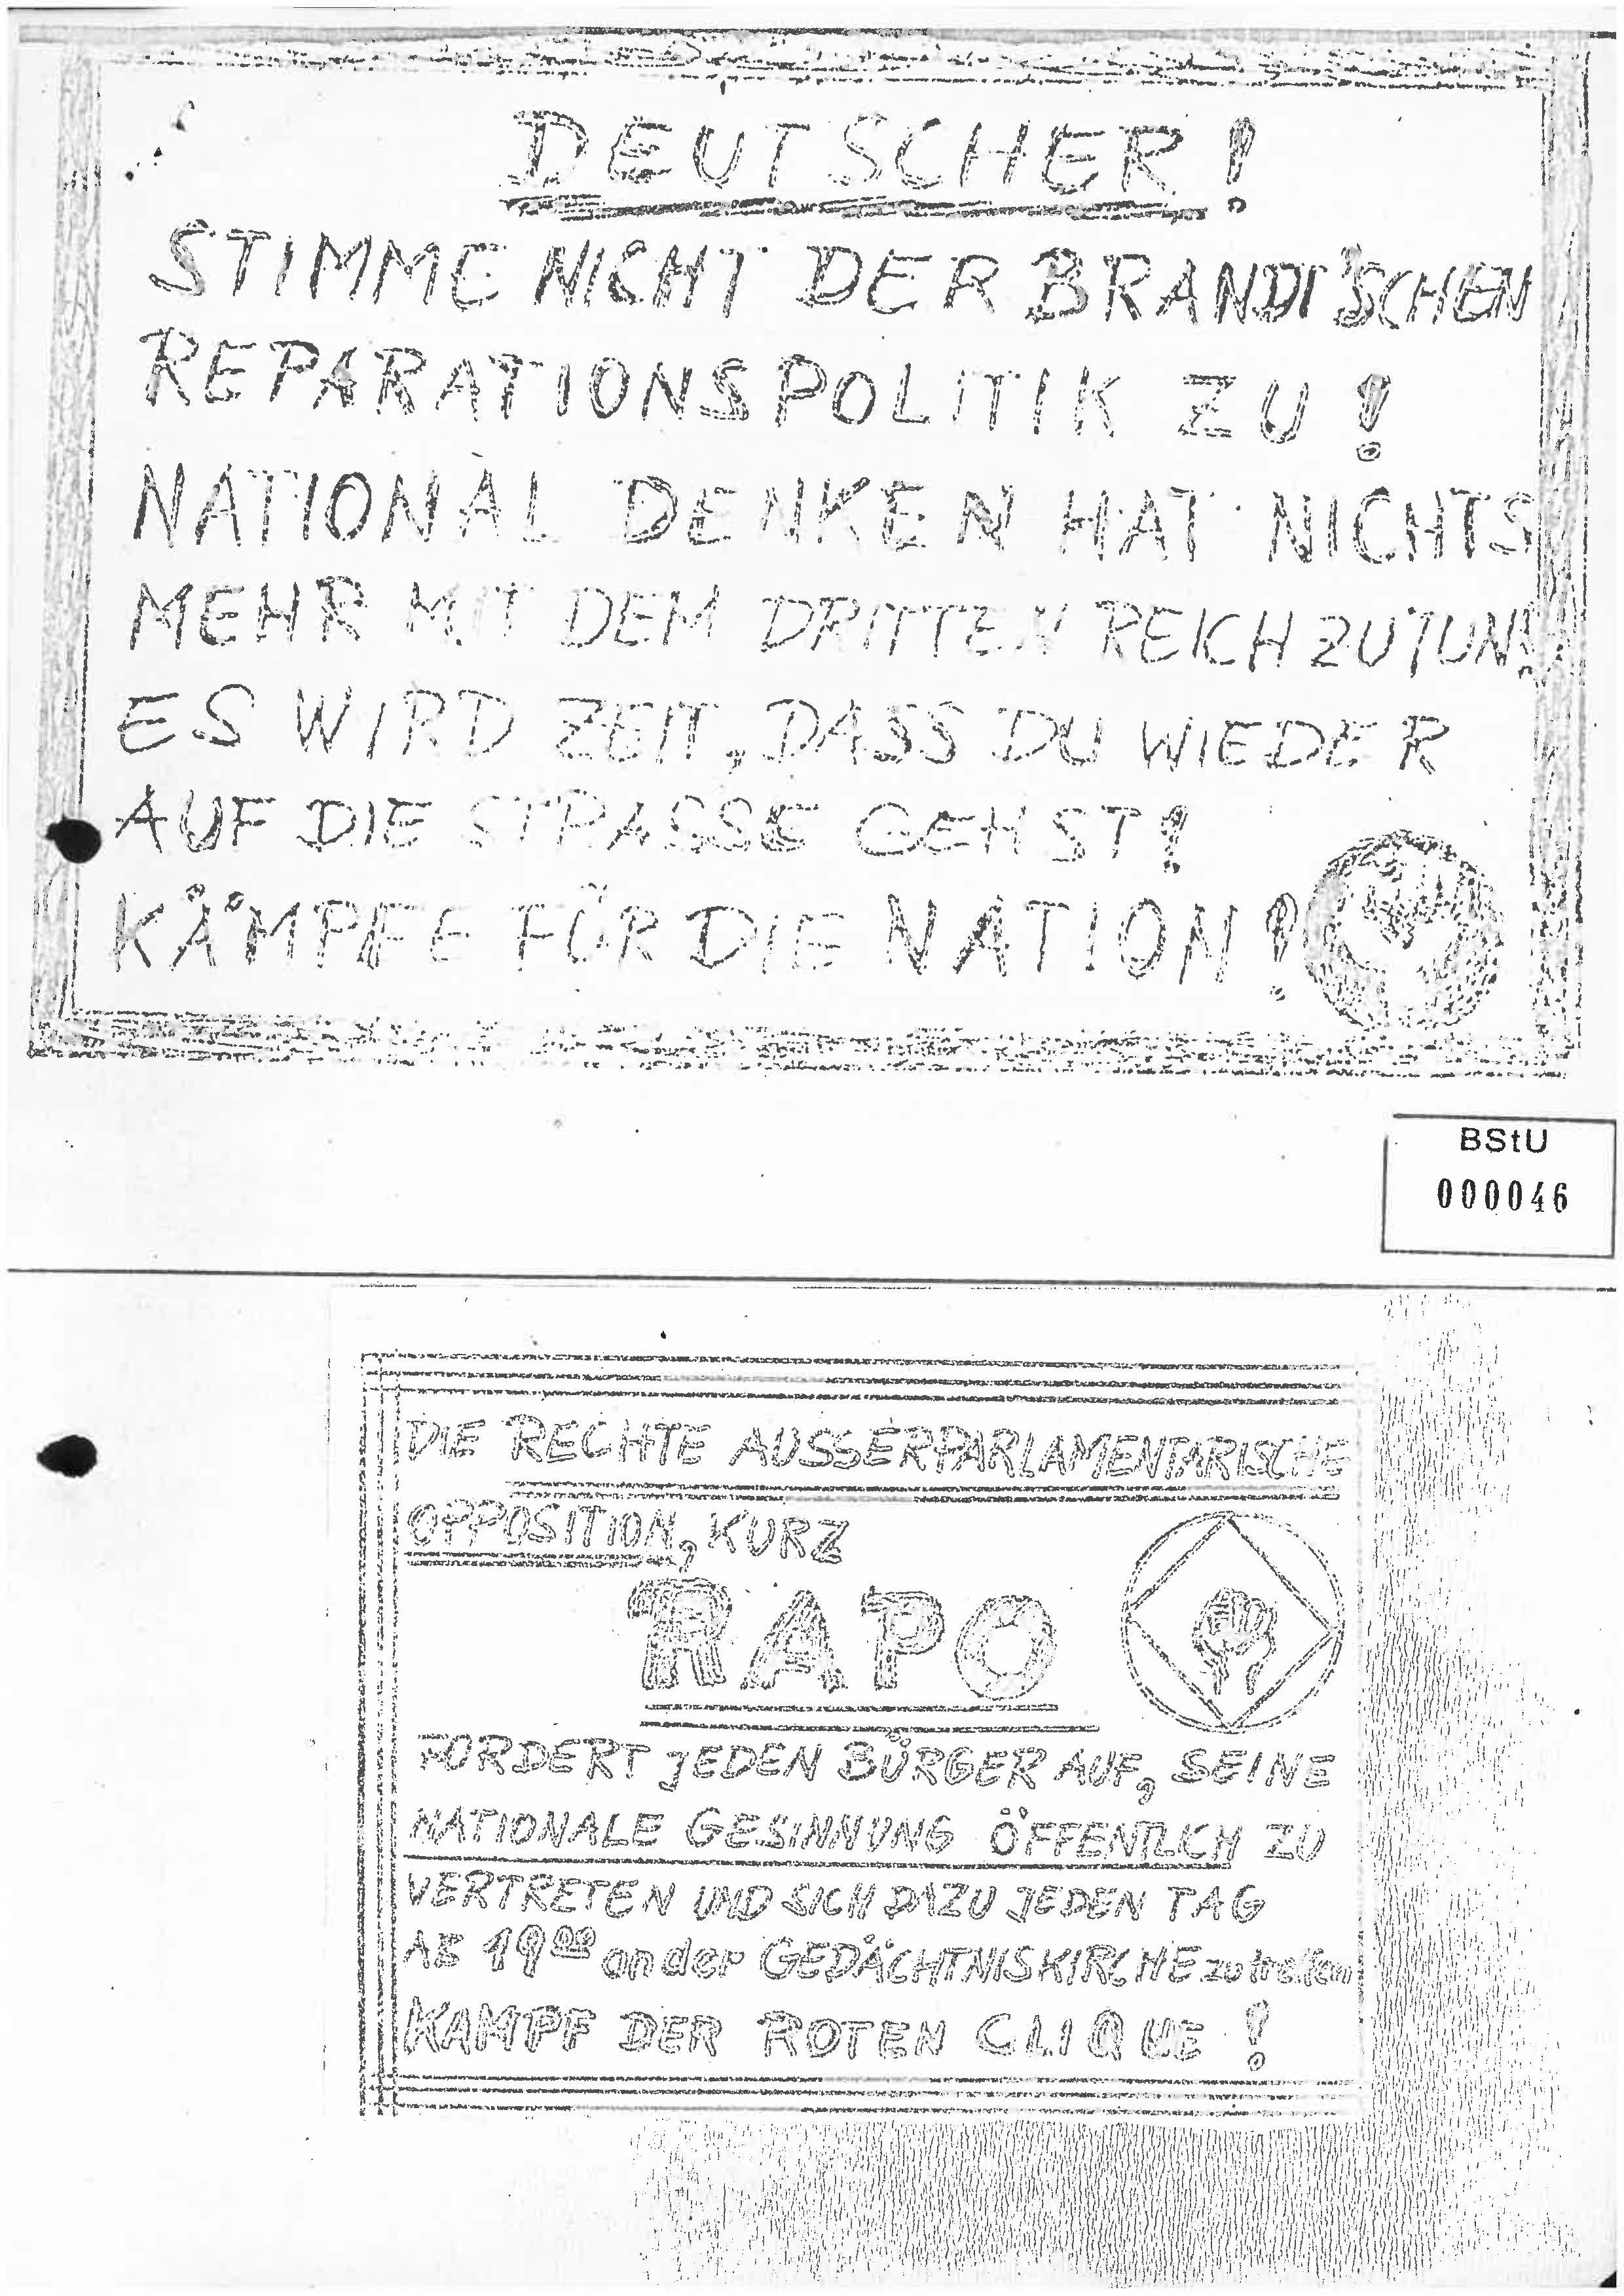 DEUTSCHER!
STIMME NICHT DER BRANDT'SCHEN
REPARATIONSPOLITIK ZU!
NATIONAL DENKEN HAT NICHTS
MEHR MIT DEM DRITTEN REICH ZU TUN!
ES WIRD ZEIT, DASS DU WIEDER
AUF DIE STRASSE GEHST!
KÄMPFE FÜR DIE NATION!
BStU
000046
DIE RECHTE AUSSERPARLAMENTARISCHE
OPPOSITION, KURZ
RAPO
FORDERT JEDEN BÜRGER AUF, SEINE
NATIONALE GESINNUNG ÖFFENTLICH ZU
VERTRETEN UND SICH DAZU JEDEN TAG
AB 19 00 an der GEDÄCHTNISKIRCHE zu treffen
KAMPF DER ROTEN CLIQUE!